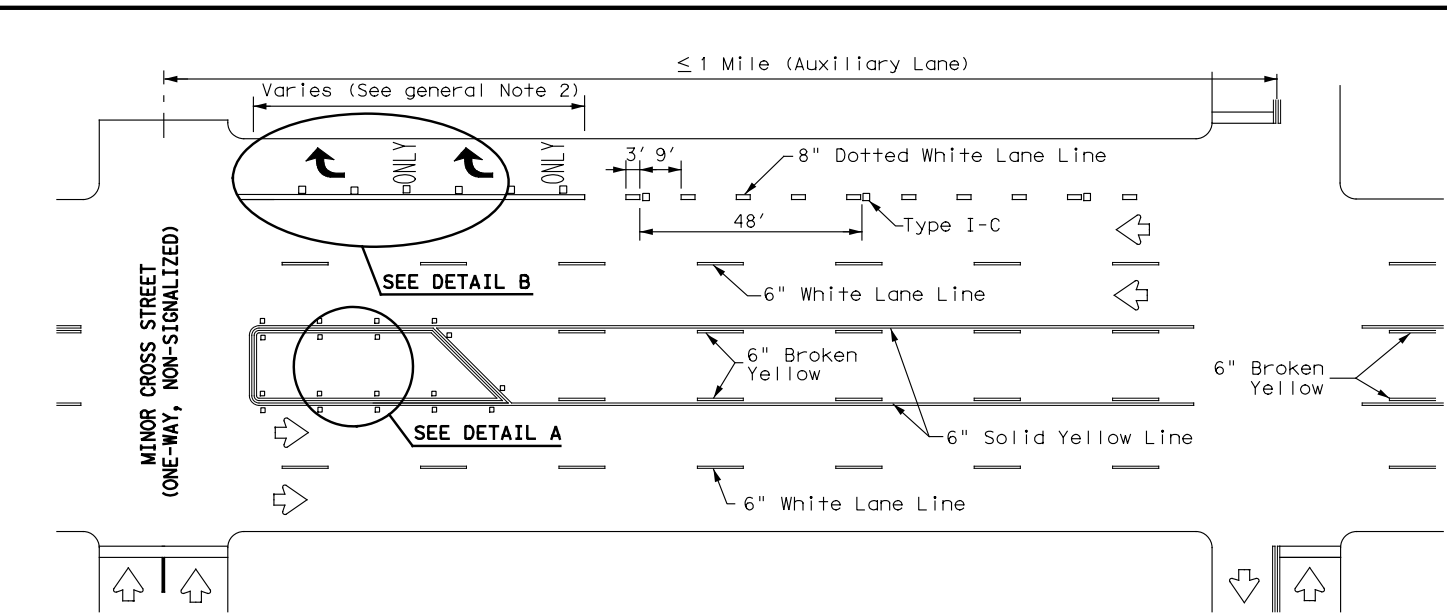 ≤ 1 Mile (Auxiliary Lane)
Varies (See general Note 2)
ONLY
ONLY
3' 9'
8" Dotted White Lane Line
48'
Type I-C
SEE DETAIL B
6" White Lane Line
MINOR CROSS STREET
(ONE-WAY, NON-SIGNALIZED)
6" Broken
Yellow
6" Broken
Yellow
SEE DETAIL A
6" Solid Yellow Line
6" White Lane Line